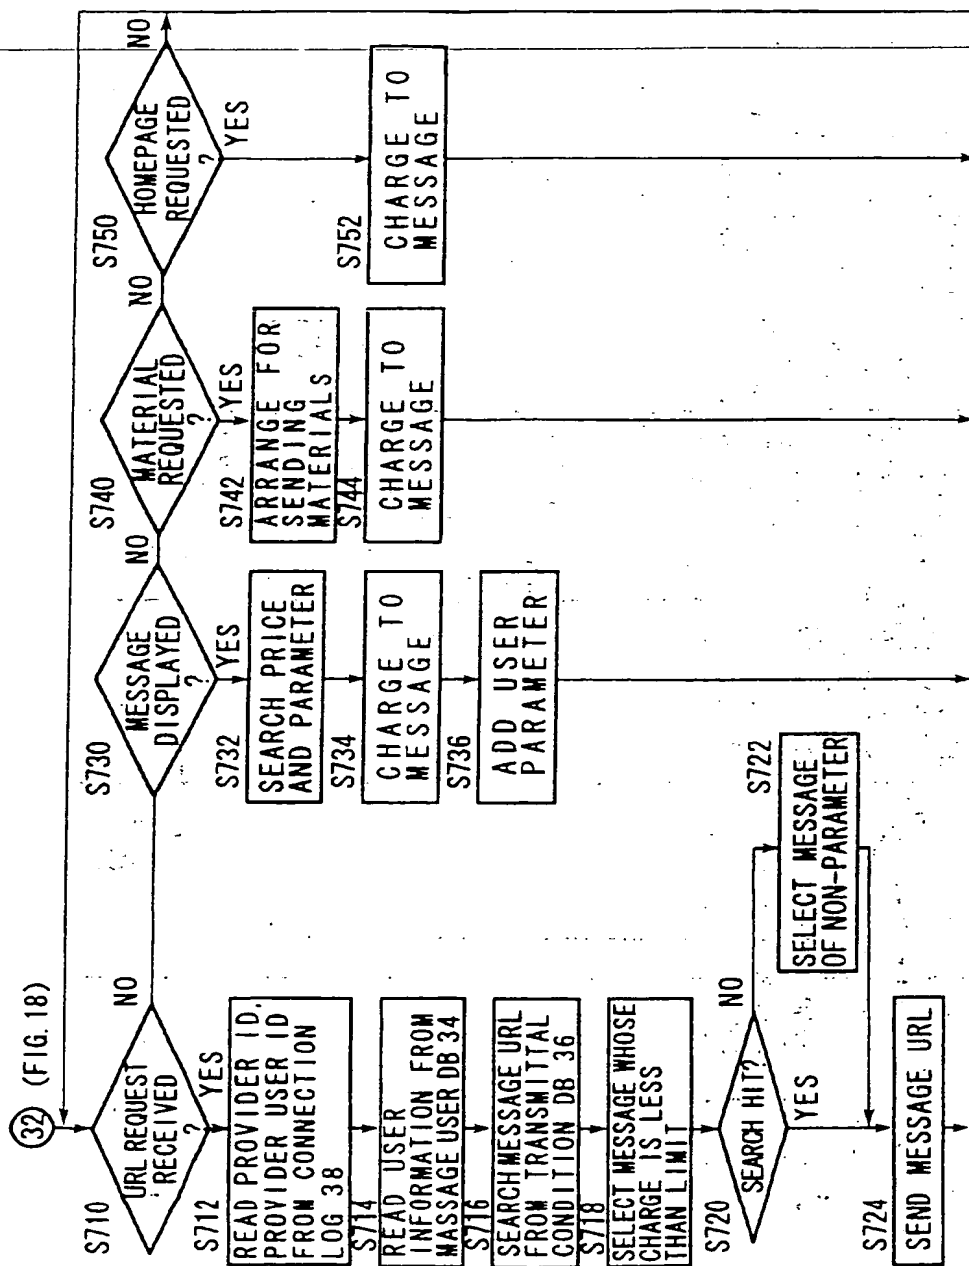 32 (FIG. 18)
S710
URL REQUEST
RECEIVED
?
NO
YES
S712
READ PROVIDER ID,
PROVIDER USER ID
FROM CONNECTION
LOG 38
S714
READ USER
INFORMATION FROM
MASSAGE USER DB 34
S716
SEARCH MESSAGE URL
FROM TRANSMITTAL
CONDITION DB 36
S718
SELECT MESSAGE WHOSE
CHARGE IS LESS
THAN LIMIT
S720
SEARCH HIT?
NO
YES
S722
SELECT MESSAGE
OF NON-PARAMETER
S724
SEND MESSAGE URL
S730
MESSAGE
DISPLAYED
?
NO
YES
S732
SEARCH PRICE
AND PARAMETER
S734
CHARGE TO
MESSAGE
S736
ADD USER
PARAMETER
S740
MATERIAL
REQUESTED
?
NO
YES
S742
ARRANGE FOR
SENDING
MATERIALS
S744
CHARGE TO
MESSAGE
S750
HOMEPAGE
REQUESTED
?
NO
YES
S752
CHARGE TO
MESSAGE